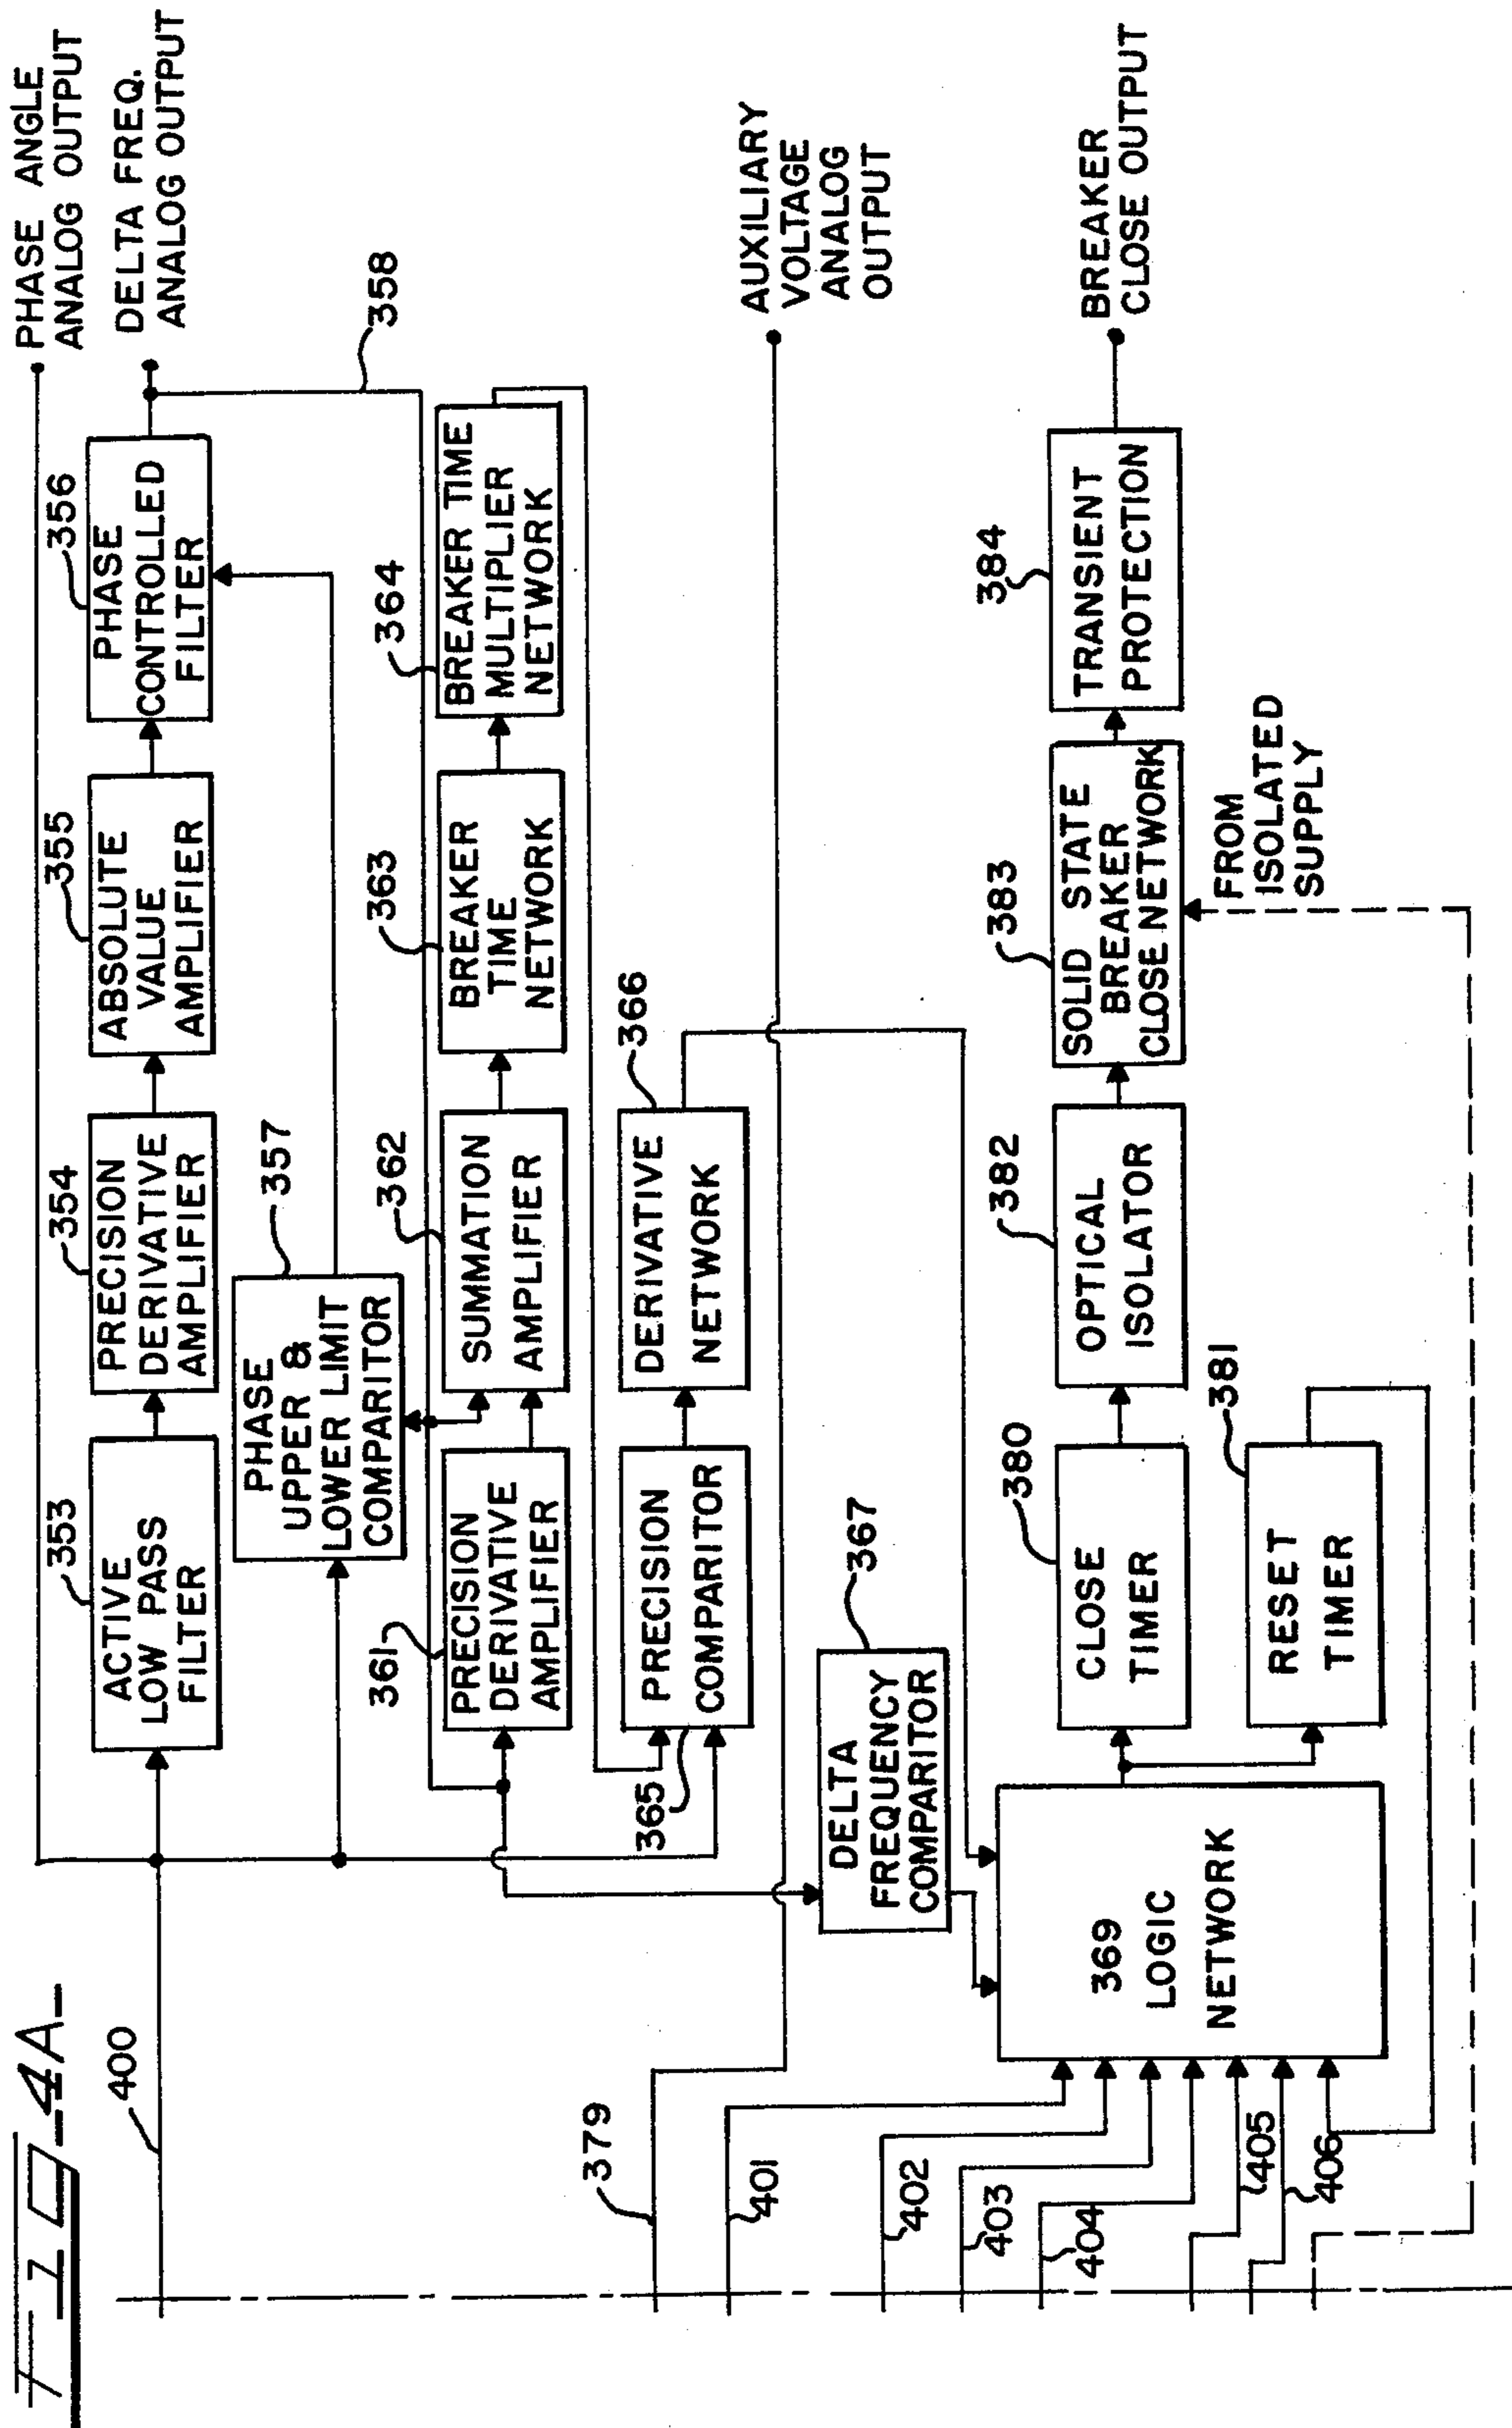 FIG-4A-
400
353
ACTIVE
LOW PASS
FILTER
354
PRECISION
DERIVATIVE
AMPLIFIER
355
ABSOLUTE
VALUE
AMPLIFIER
356
PHASE
CONTROLLED
FILTER
PHASE ANGLE
ANALOG OUTPUT
DELTA FREQ.
ANALOG OUTPUT
357
PHASE
UPPER &
LOWER LIMIT
COMPARITOR
358
361
PRECISION
DERIVATIVE
AMPLIFIER
362
SUMMATION
AMPLIFIER
363
BREAKER
TIME
NETWORK
364
BREAKER TIME
MULTIPLIER
NETWORK
365
PRECISION
COMPARITOR
366
DERIVATIVE
NETWORK
379
AUXILIARY
VOLTAGE
ANALOG
OUTPUT
367
DELTA
FREQUENCY
COMPARITOR
401
402
403
404
405
406
369
LOGIC
NETWORK
380
CLOSE
TIMER
381
RESET
TIMER
382
OPTICAL
ISOLATOR
383
SOLID STATE
BREAKER
CLOSE NETWORK
FROM
ISOLATED
SUPPLY
384
TRANSIENT
PROTECTION
BREAKER
CLOSE OUTPUT